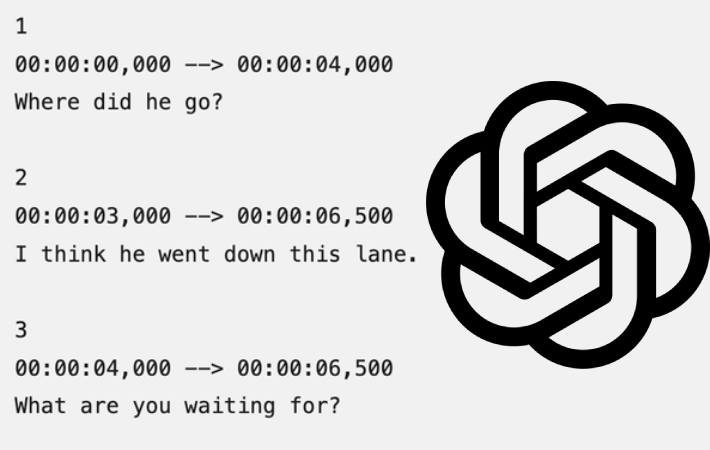 1
00:00:00,000 --> 00:00:04,000
Where did he go?
2
00:00:03,000 --> 00:00:06,500
I think he went down this lane.
3
00:00:04,000 --> 00:00:06,500
What are you waiting for?